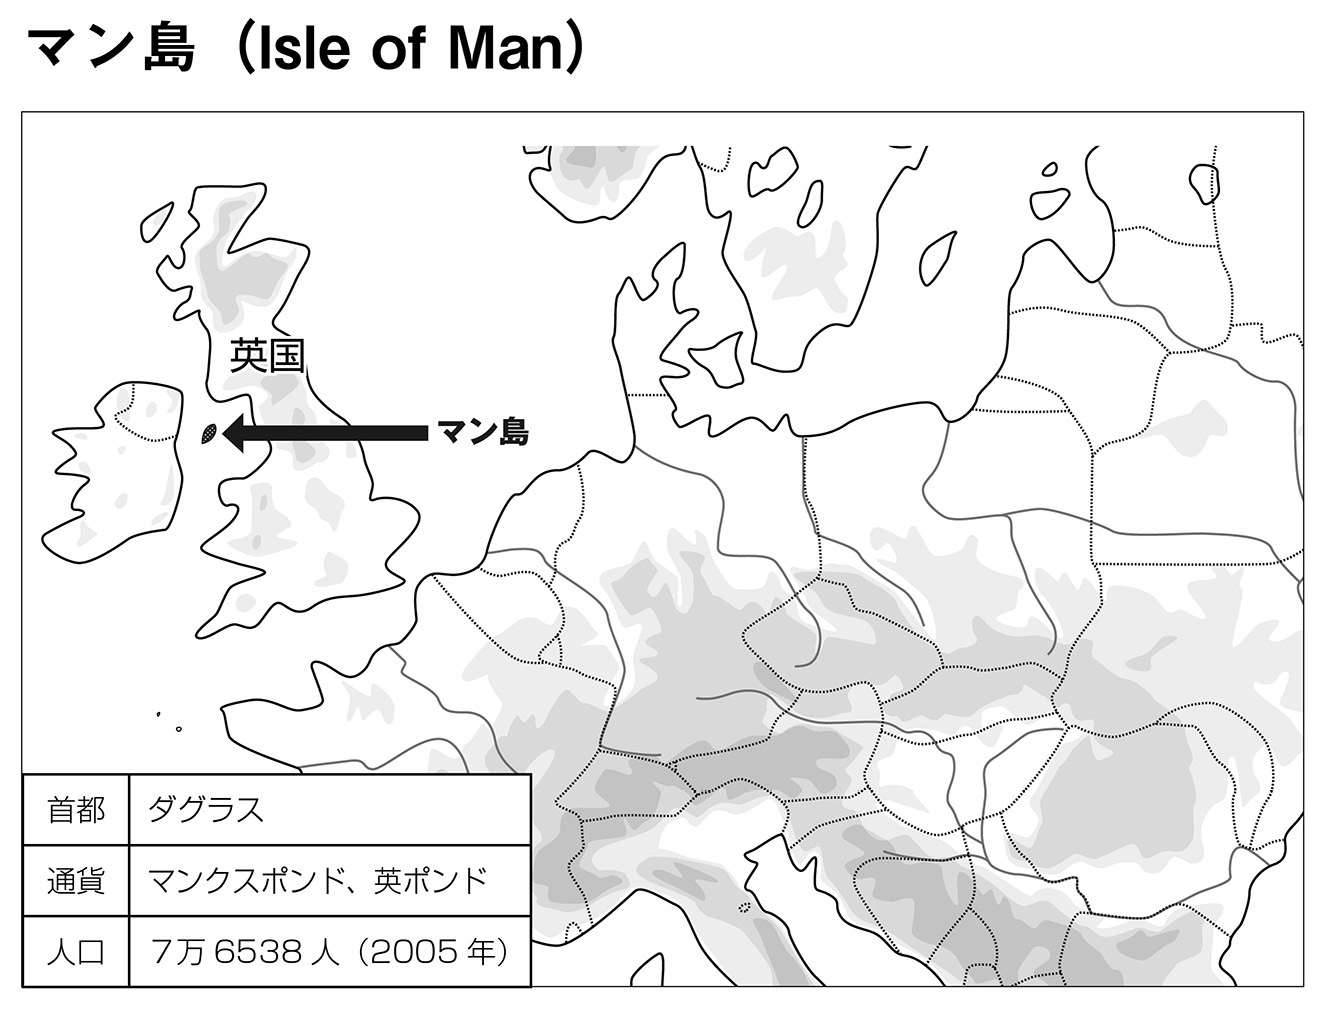 マン島（Isle of Man）
英国
マン島
首都 ダグラス
通貨 マンクスポンド、英ポンド
人口 7万6538人（2005年）